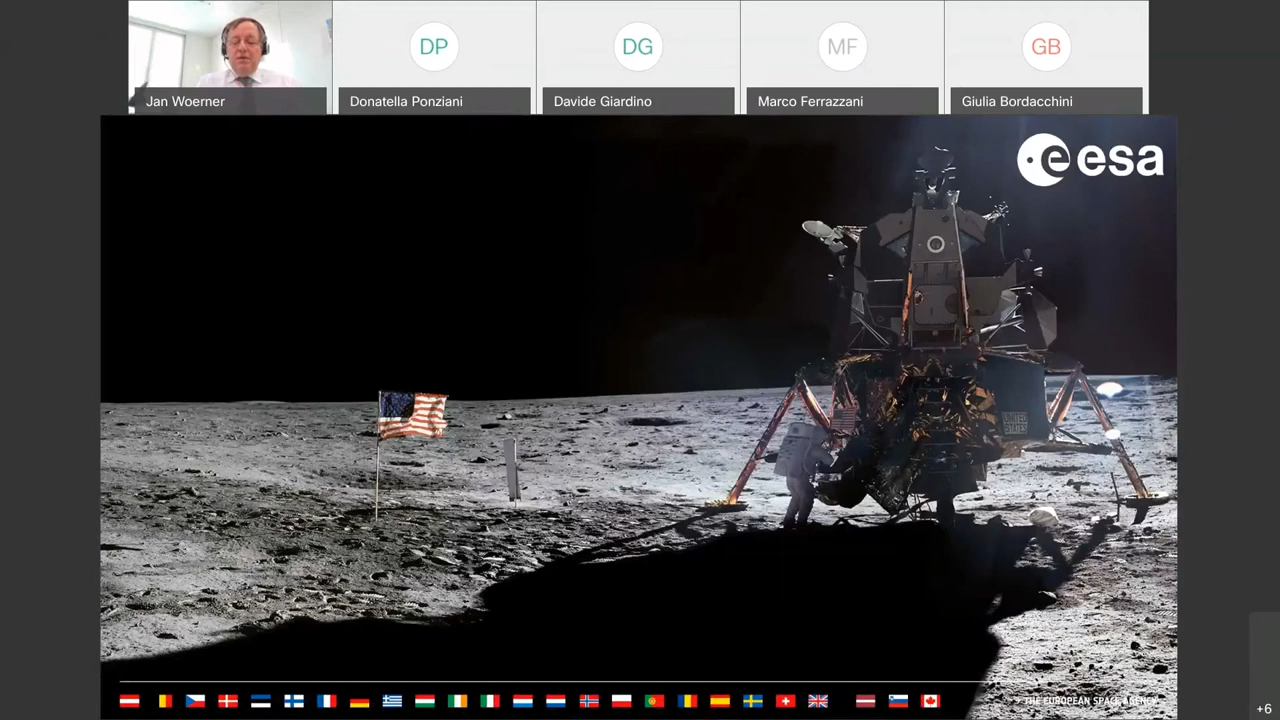 DP
DG
MF
GB
Jan Woerner
Donatella Ponziani
Davide Giardino
Marco Ferrazzani
Giulia Bordacchini
esa
UNITED
STATES
→ THE EUROPEAN SPACE AGENCY
+6